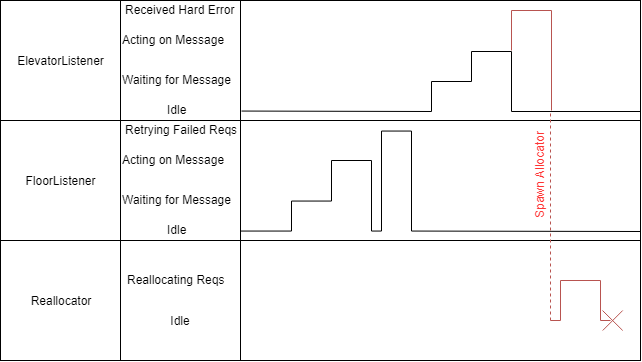 ElevatorListener
Received Hard Error
Acting on Message
Waiting for Message
Idle
FloorListener
Retrying Failed Reqs
Acting on Message
Waiting for Message
Idle
Spawn Allocator
Reallocator
Reallocating Reqs
Idle